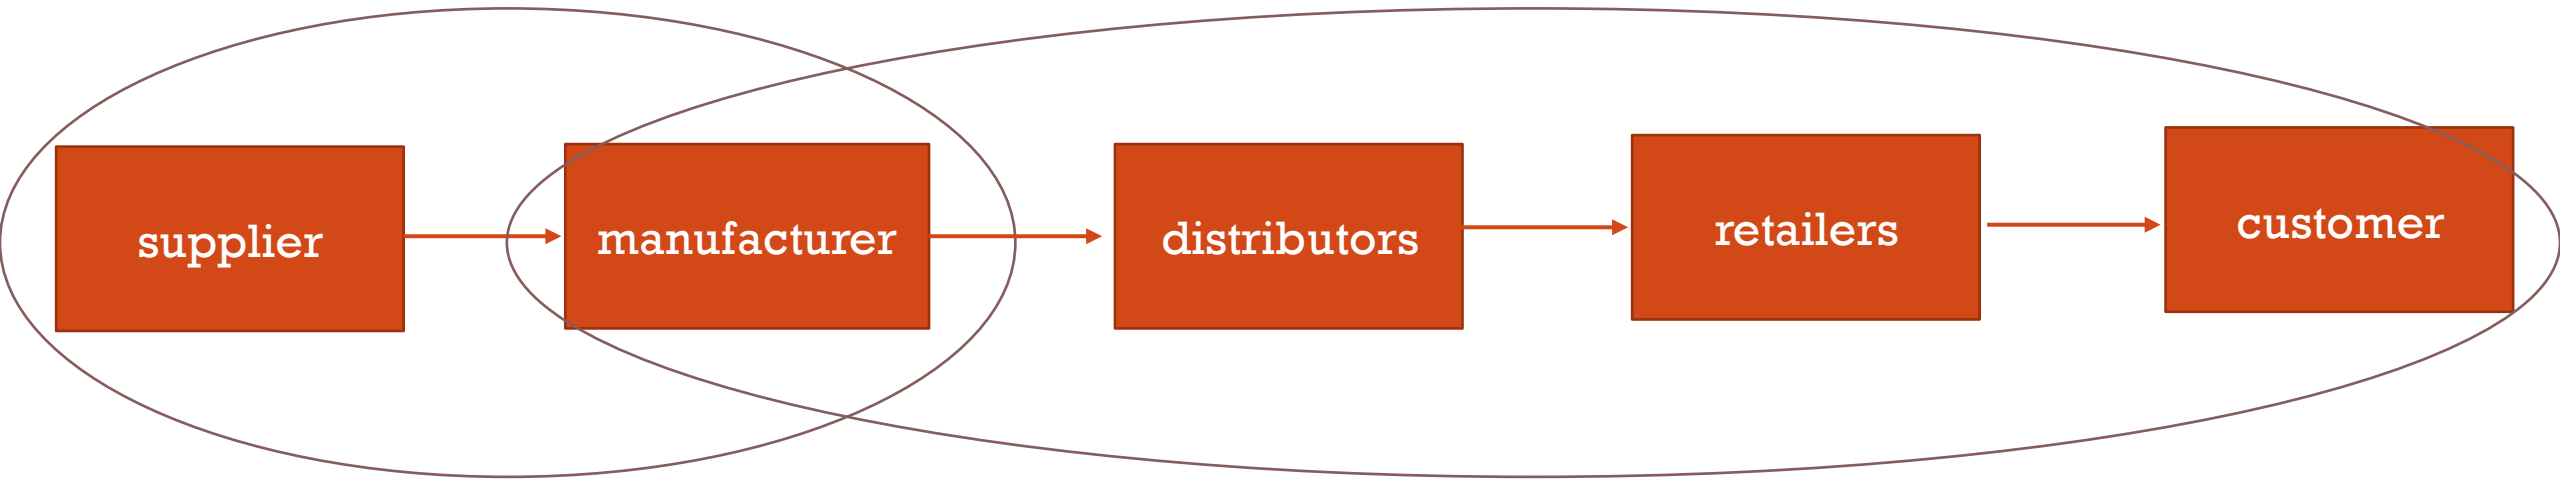 supplier
manufacturer
distributors
retailers
customer